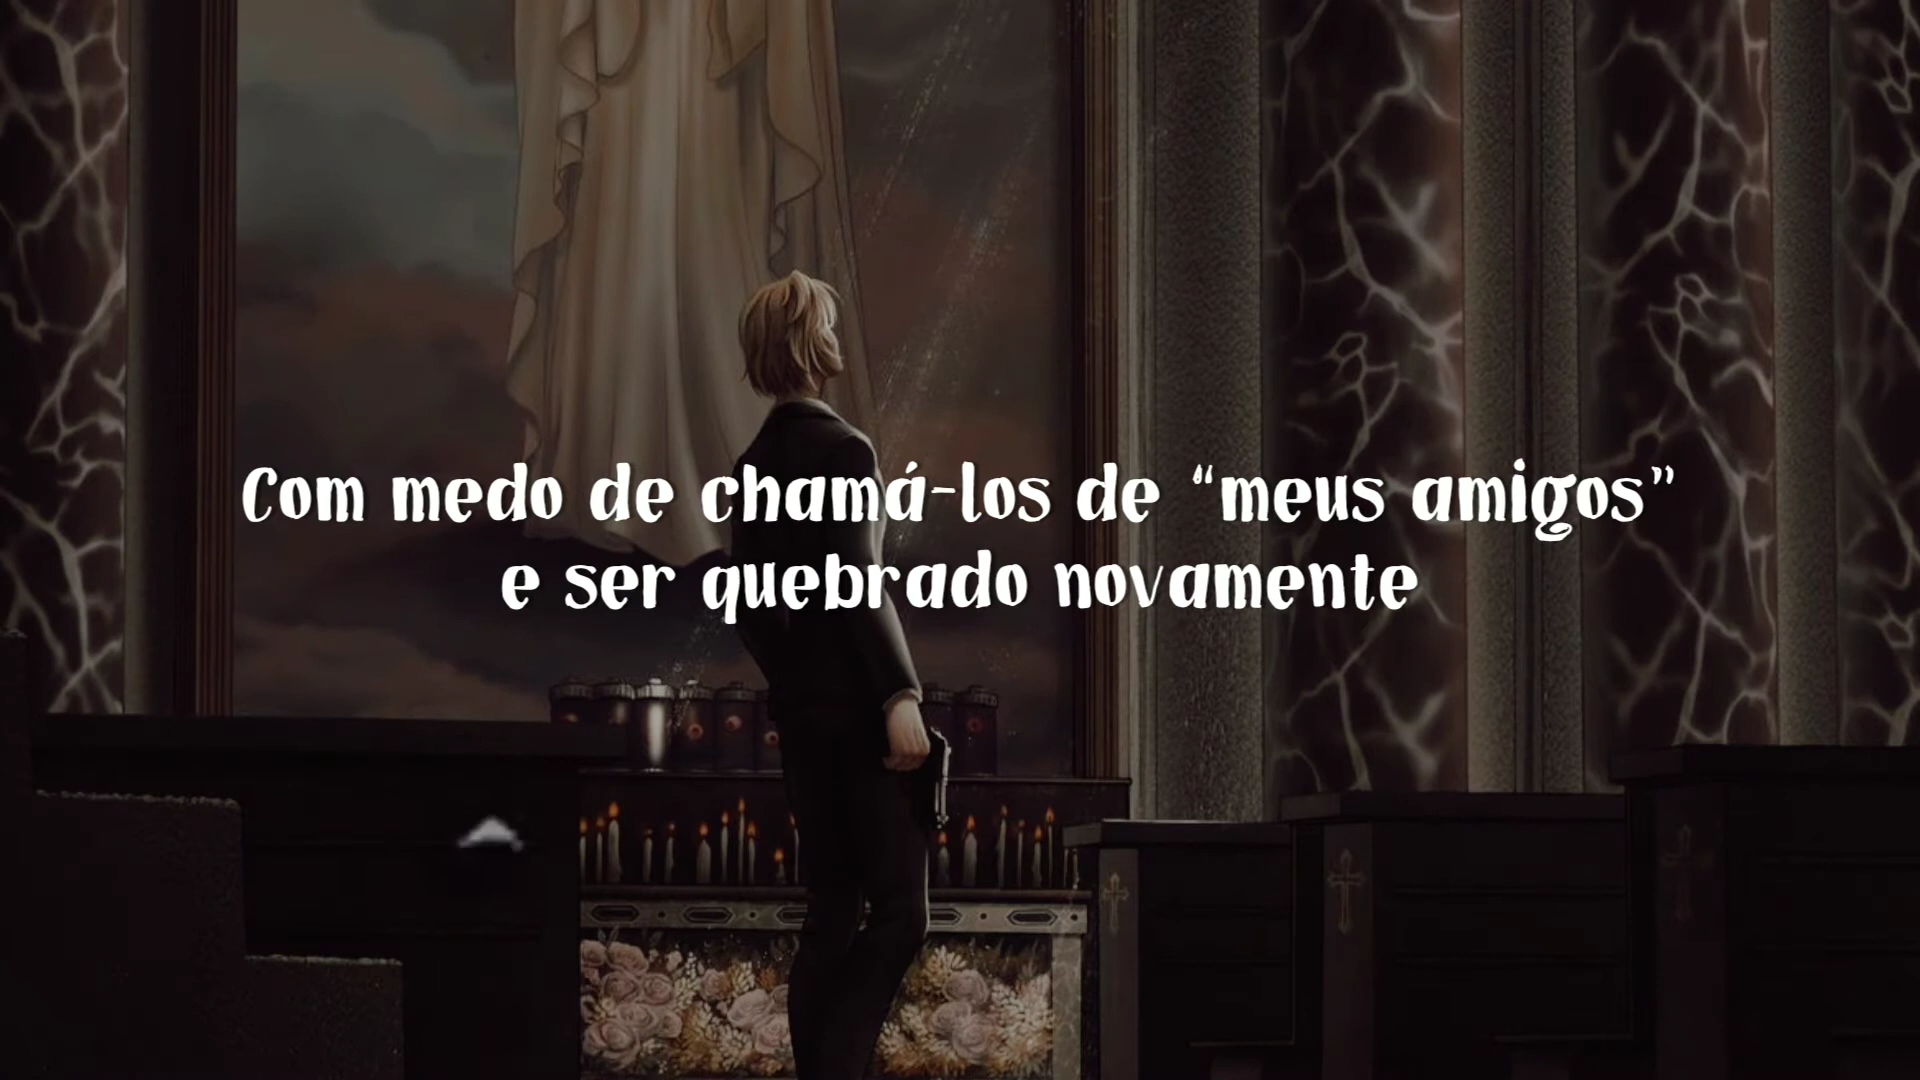 Com medo de chamá-los de “meus amigos”
e ser quebrado novamente